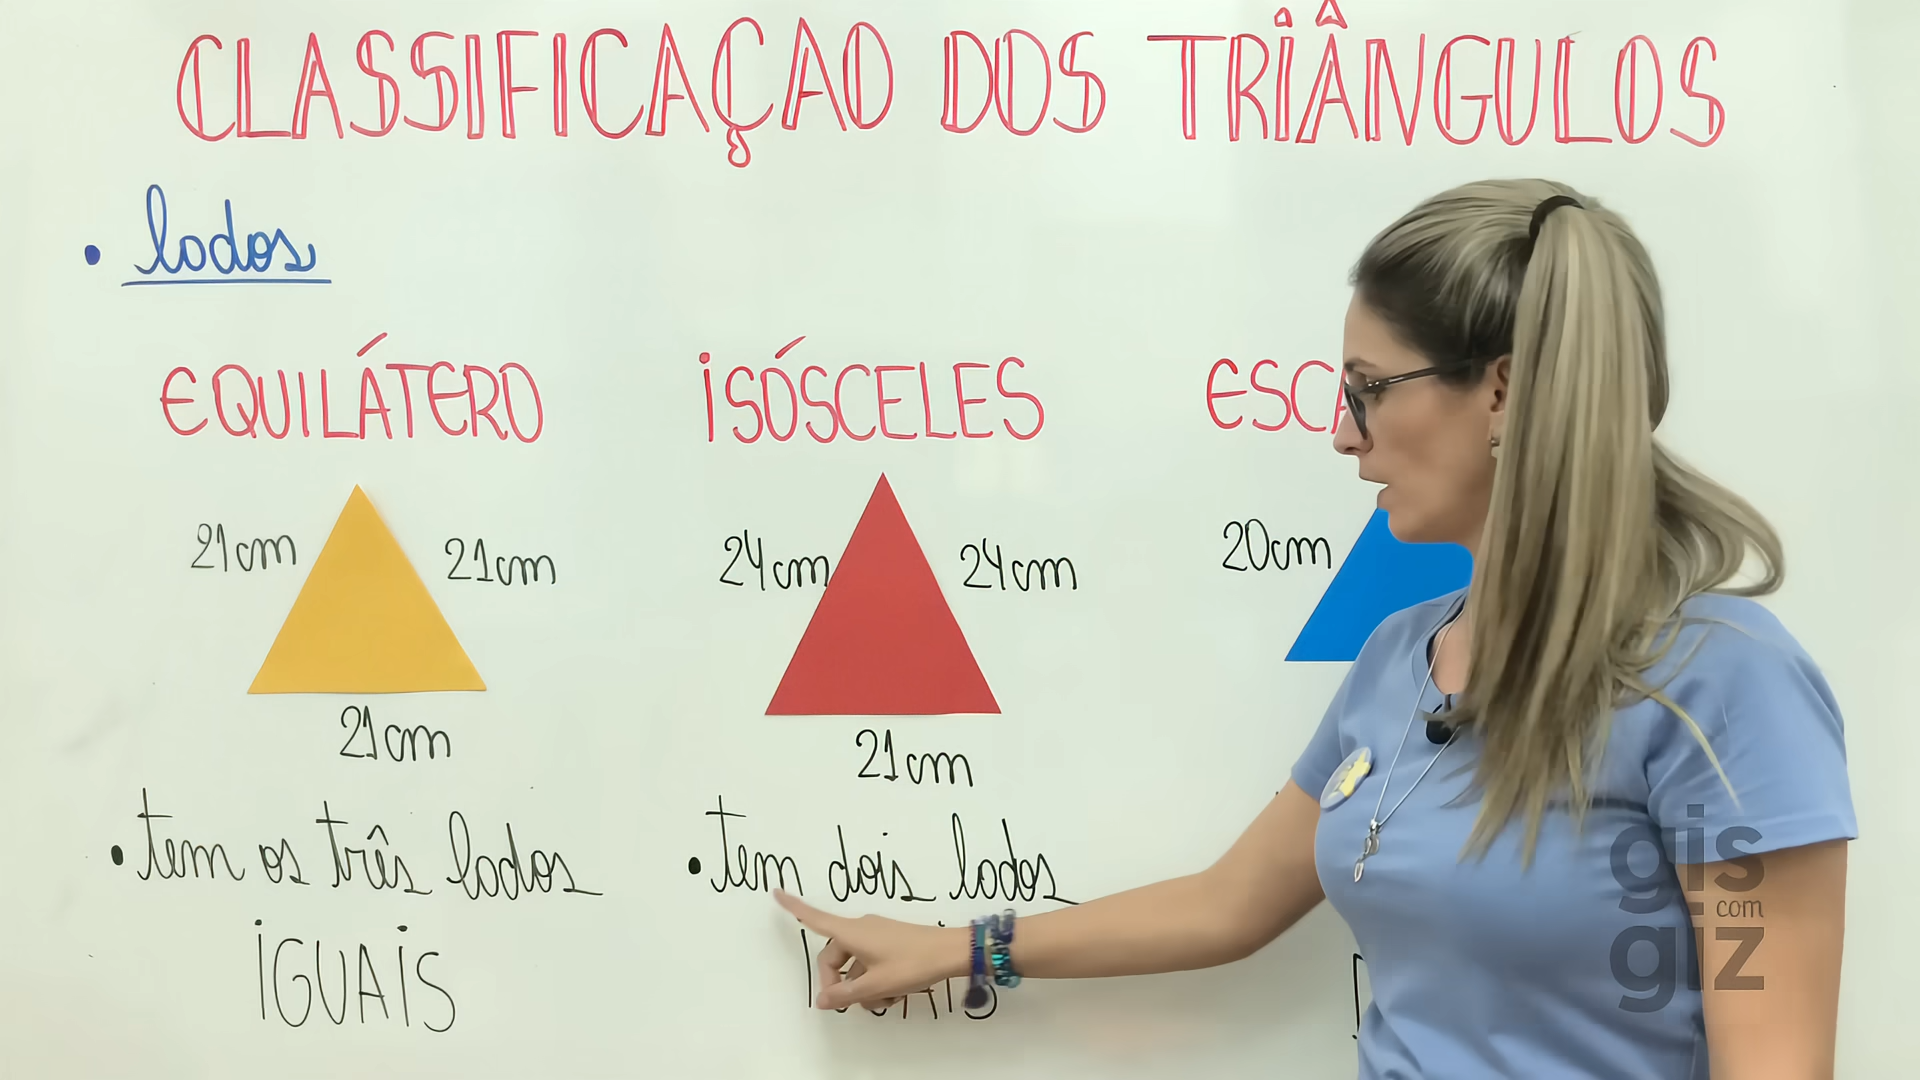 CLASSIFICAÇAO DOS TRIÂNGULOS
• lados
EQUILÁTERO
ISÓSCELES
21cm
21cm
21cm
24cm
24cm
21cm
20cm
• tem os três lados
IGUAIS
• tem dois lados
IGUAIS
gis
com
giz